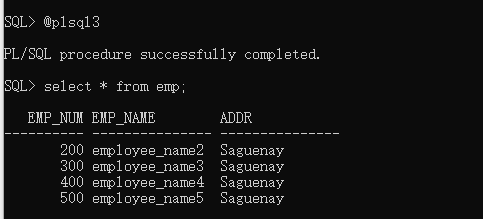 SQL> @plsql3
PL/SQL procedure successfully completed.
SQL> select * from emp;
EMP_NUM EMP_NAME ADDR
---------- --------------- ---------------
200 employee_name2 Saguenay
300 employee_name3 Saguenay
400 employee_name4 Saguenay
500 employee_name5 Saguenay